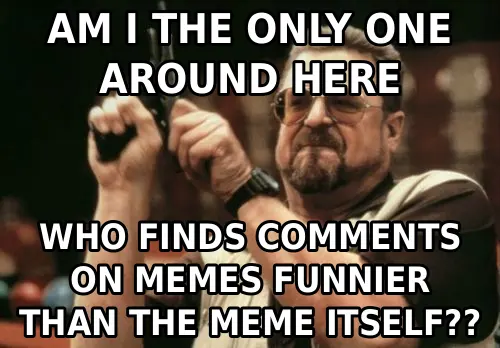 AM I THE ONLY ONE
AROUND HERE
WHO FINDS COMMENTS
ON MEMES FUNNIER
THAN THE MEME ITSELF??